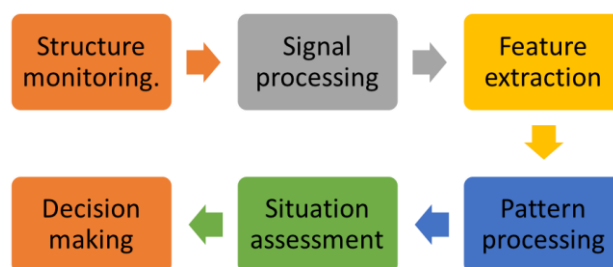 Structure
monitoring.
Signal
processing
Feature
extraction
Pattern
processing
Situation
assessment
Decision
making